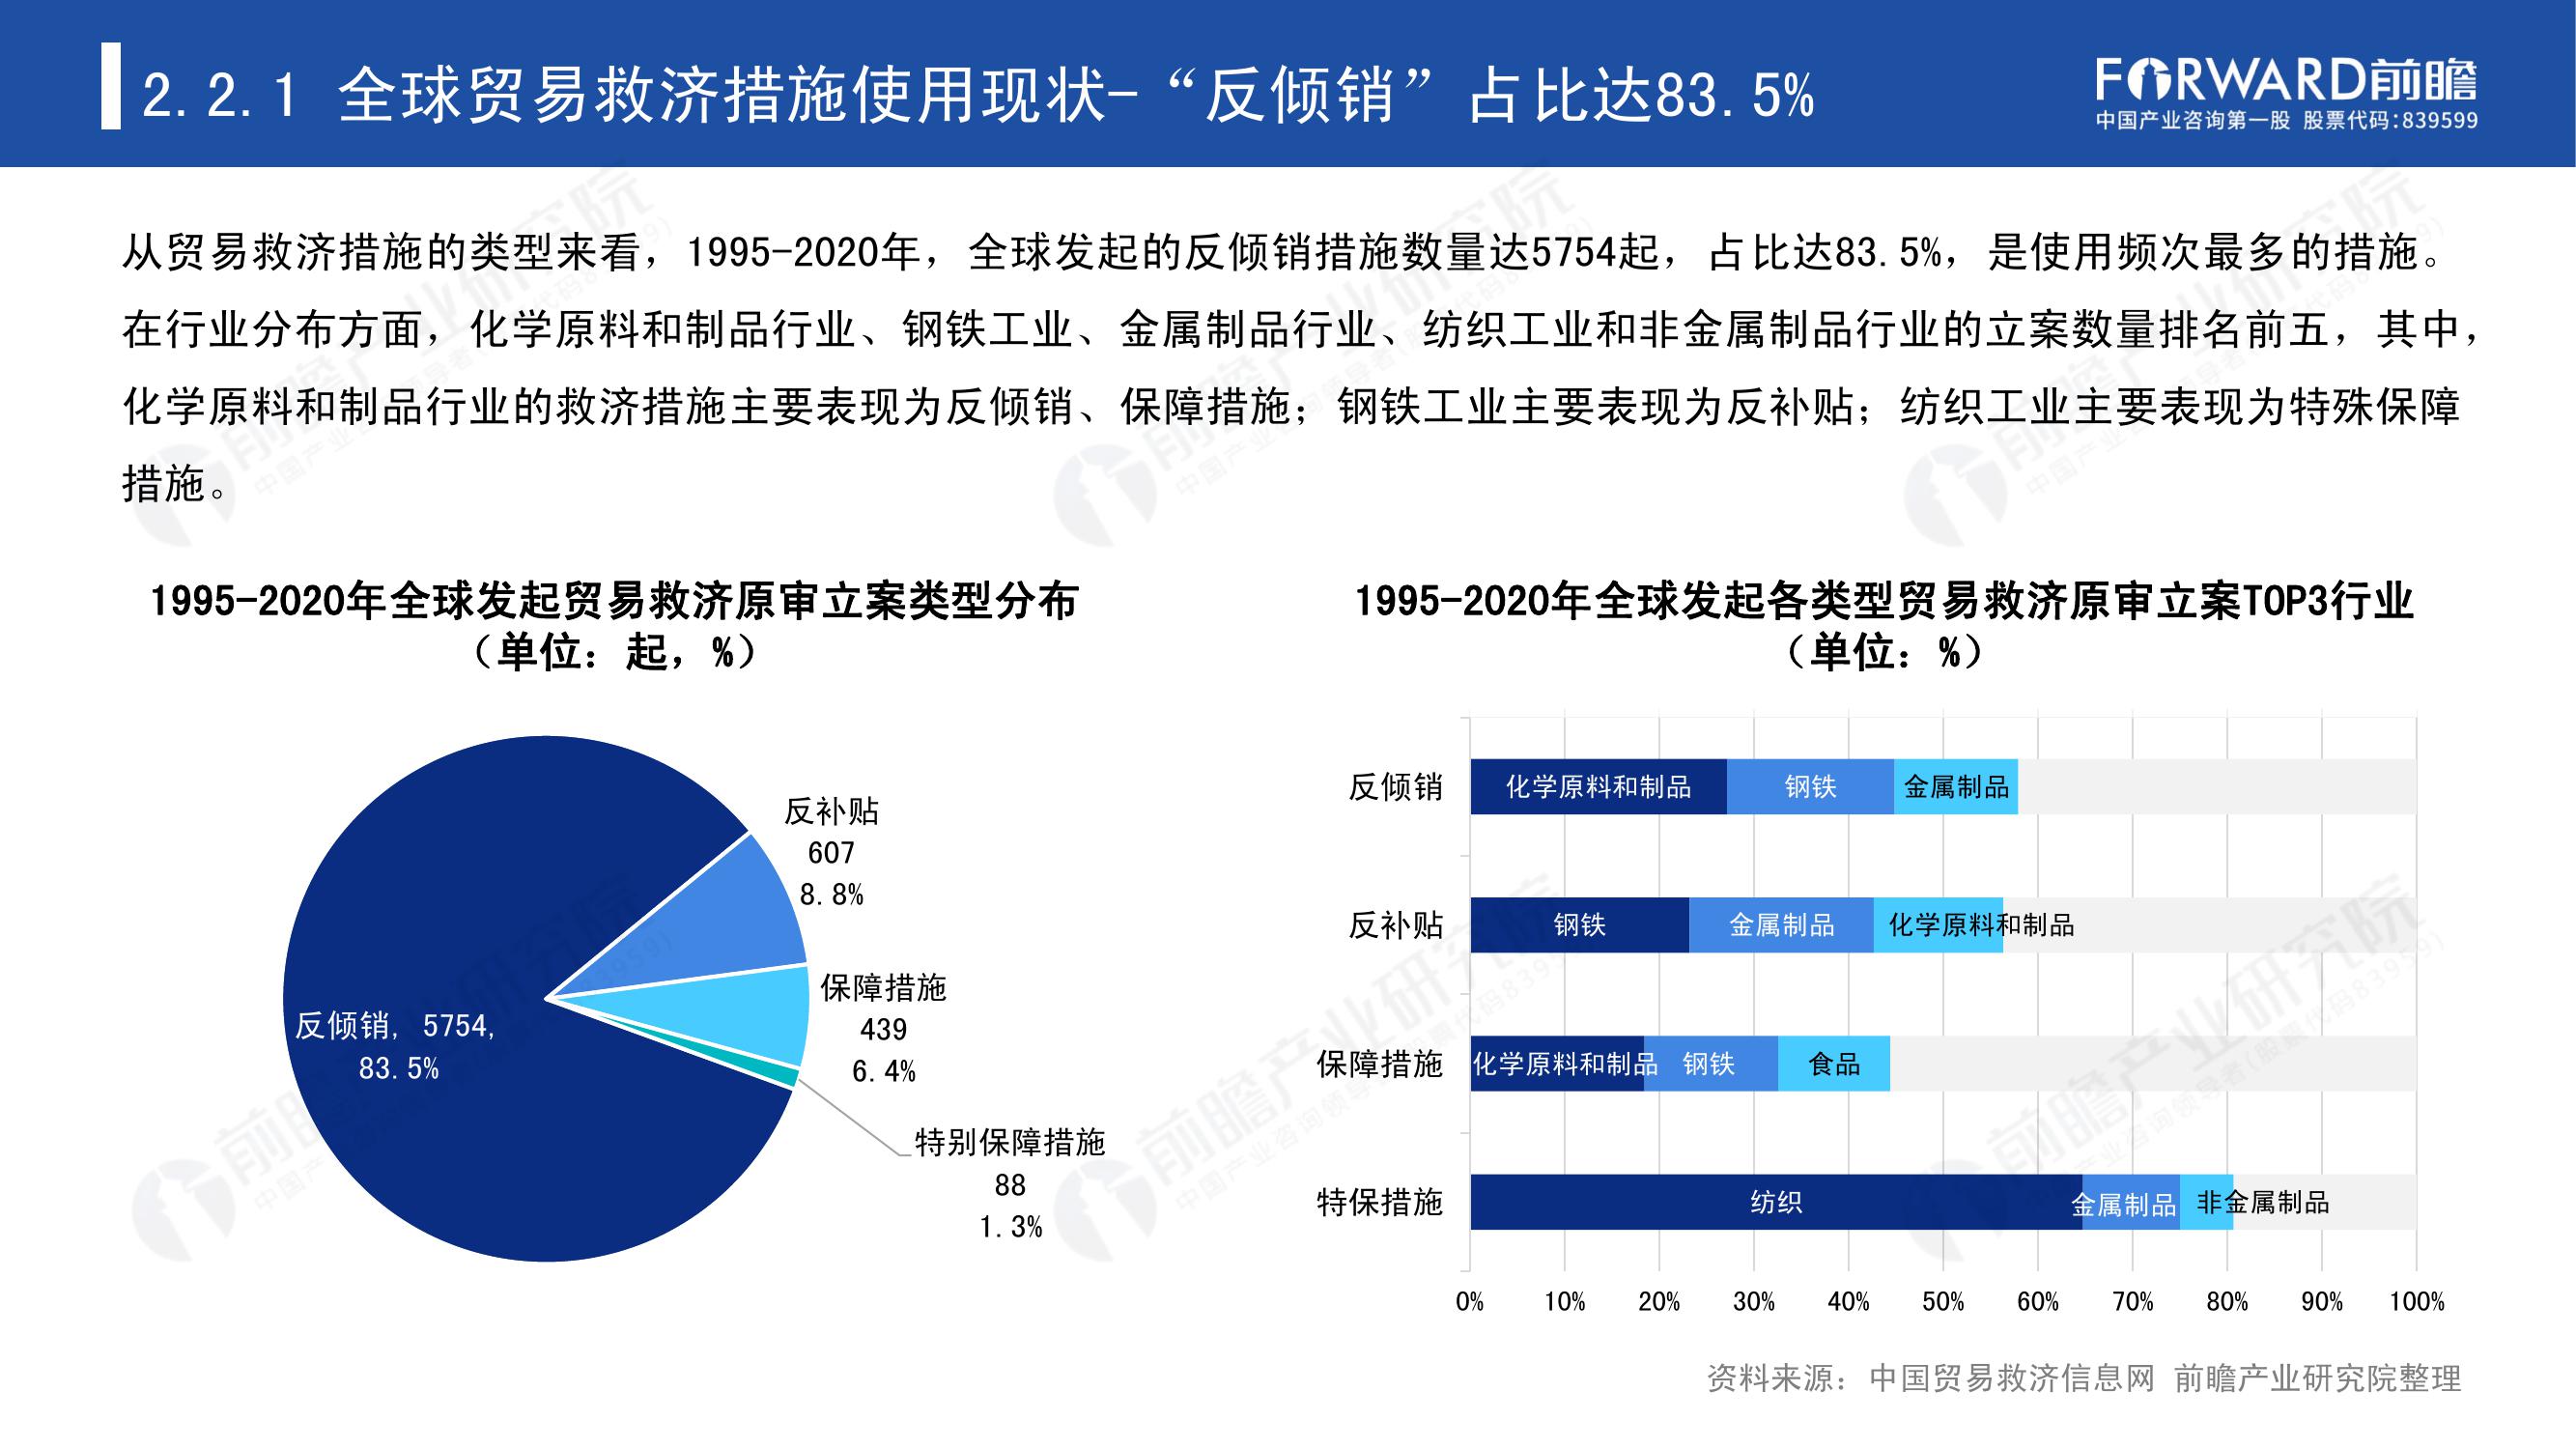 2.2.1 全球贸易救济措施使用现状-“反倾销”占比达83.5%
FORWARD前瞻
中国产业咨询第一股 股票代码:839599
从贸易救济措施的类型来看，1995-2020年，全球发起的反倾销措施数量达5754起，占比达83.5%，是使用频次最多的措施。
在行业分布方面，化学原料和制品行业、钢铁工业、金属制品行业、纺织工业和非金属制品行业的立案数量排名前五，其中，
化学原料和制品行业的救济措施主要表现为反倾销、保障措施；钢铁工业主要表现为反补贴；纺织工业主要表现为特殊保障
措施。
1995-2020年全球发起贸易救济原审立案类型分布
（单位：起，%）
反补贴
607
8.8%
保障措施
439
6.4%
反倾销, 5754,
83.5%
特别保障措施
88
1.3%
1995-2020年全球发起各类型贸易救济原审立案TOP3行业
（单位：%）
反倾销 化学原料和制品 钢铁 金属制品
反补贴 钢铁 金属制品 化学原料和制品
保障措施 化学原料和制品 钢铁 食品
特保措施 纺织 金属制品 非金属制品
0% 10% 20% 30% 40% 50% 60% 70% 80% 90% 100%
资料来源：中国贸易救济信息网 前瞻产业研究院整理